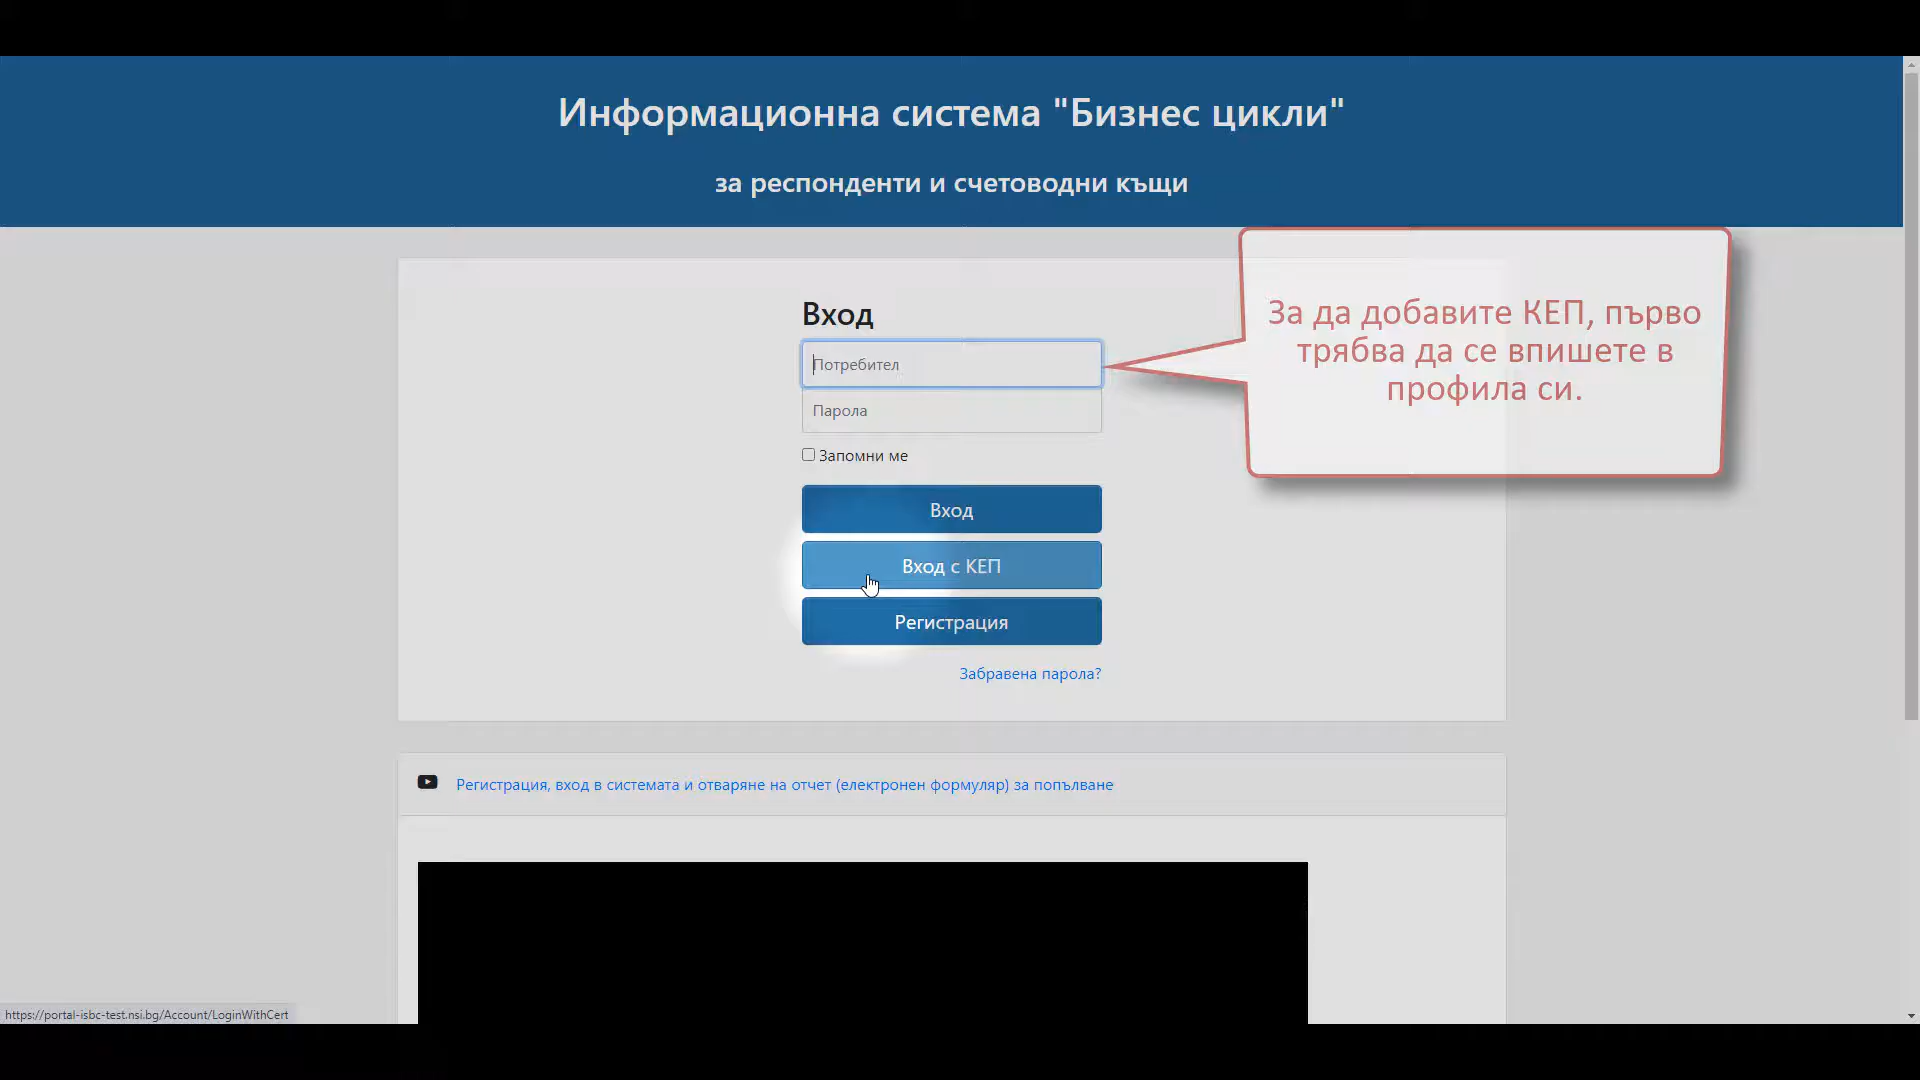 Информационна система "Бизнес цикли"
за респонденти и счетоводни къщи
Вход
Потребител
Парола
Запомни ме
Вход
Вход с КЕП
Регистрация
Забравена парола?
За да добавите КЕП, първо
трябва да се впишете в
профила си.
Регистрация, вход в системата и отваряне на отчет (електронен формуляр) за попълване
https://portal-isbc-test.nsi.bg/Account/LoginWithCert